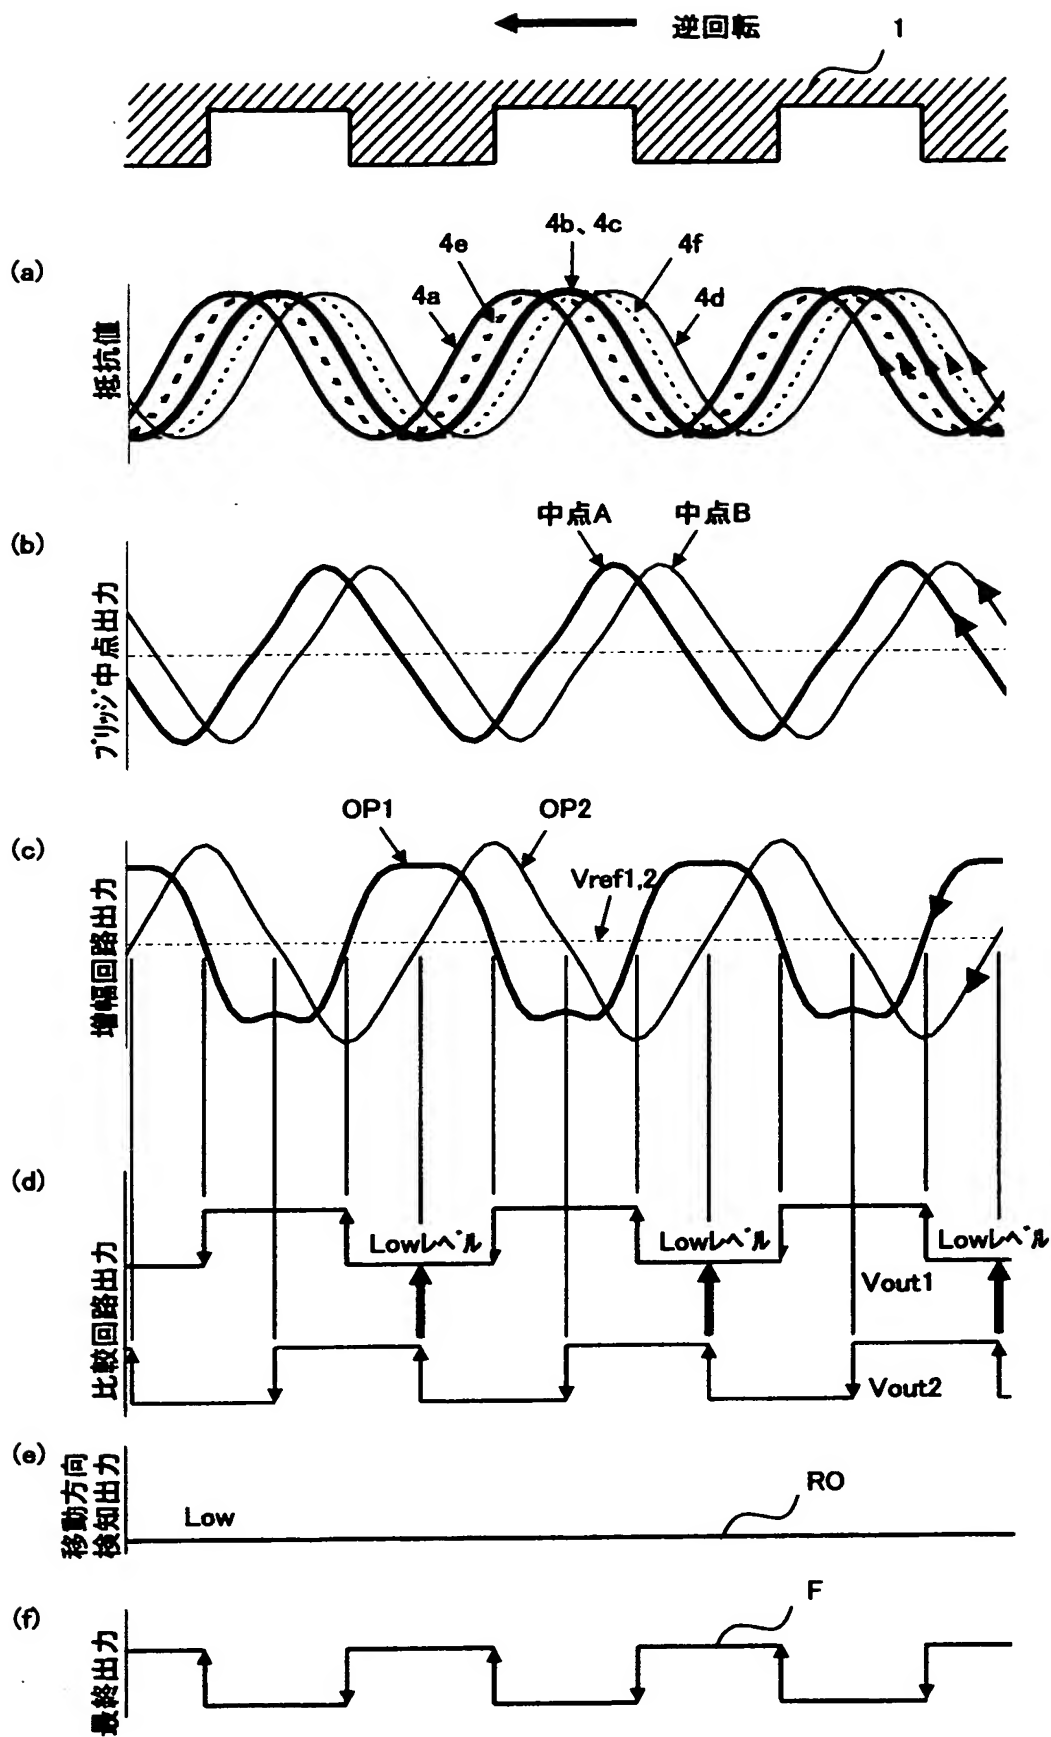 逆回転
1
(a)
抵抗値
4b、4c
4e
4f
4a
4d
(b)
ブリッジ中点出力
中点A
中点B
(c)
増幅回路出力
OP1
OP2
Vref1,2
(d)
比較回路出力
Lowレベル
Lowレベル
Lowレベル
Vout1
Vout2
(e)
移動方向
検知出力
Low
RO
(f)
最終出力
F